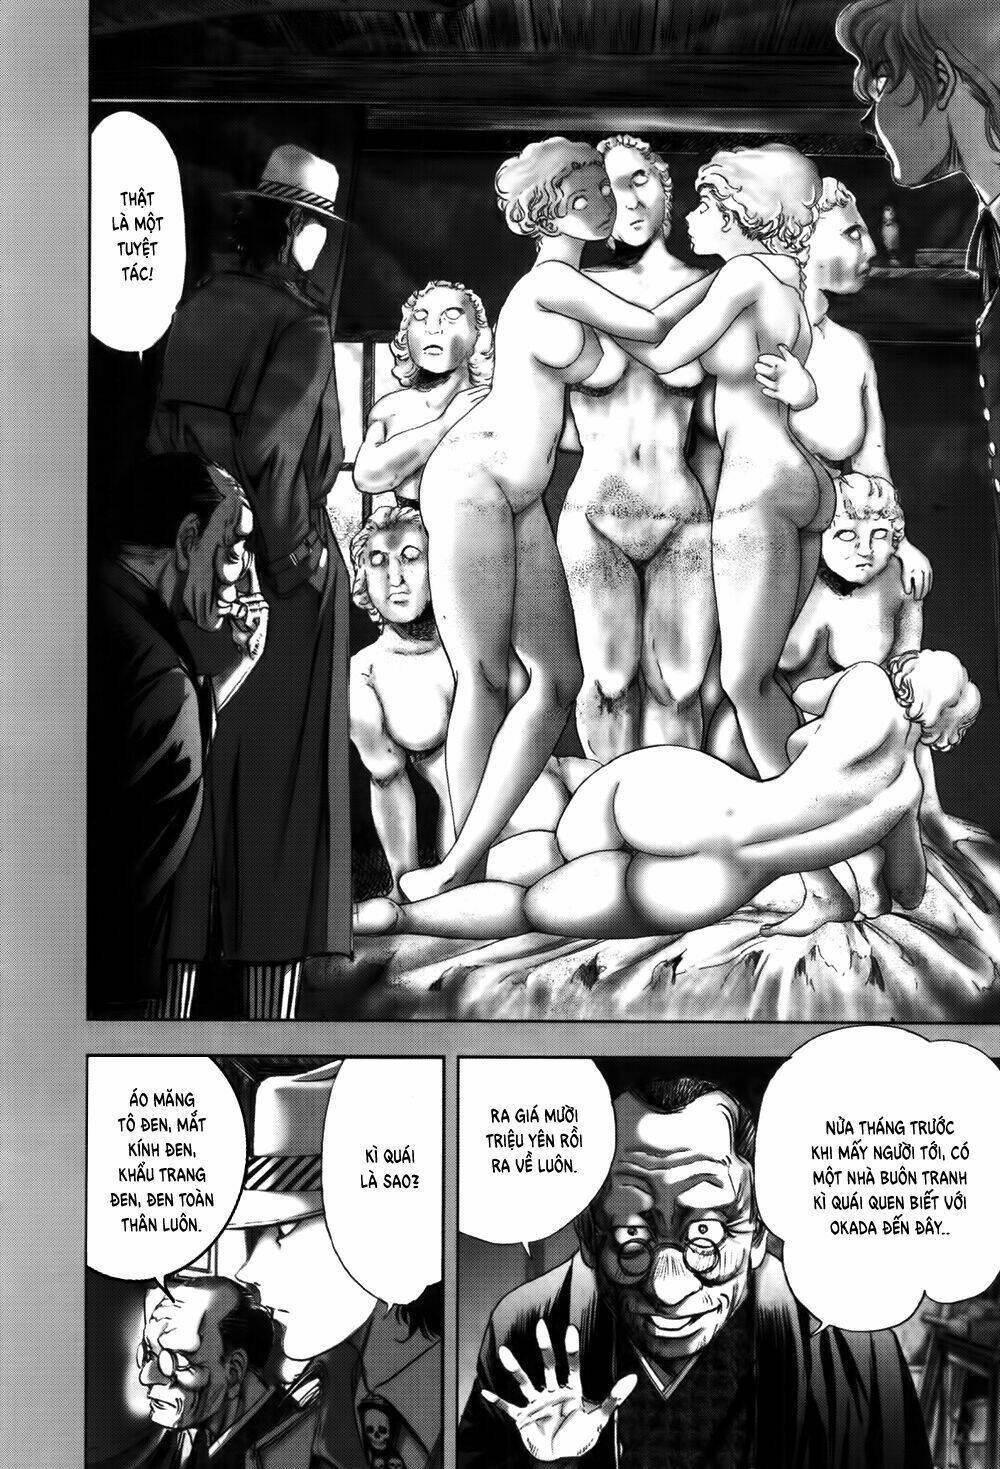 THẬT
LÀ MỘT
TUYỆT
TÁC!
NỬA THÁNG TRƯỚC
KHI MẤY NGƯỜI TỚI, CÓ
MỘT NHÀ BUÔN TRANH
KÌ QUÁI QUEN BIẾT VỚI
OKADA ĐẾN ĐÂY..
RA GIÁ MƯỜI
TRIỆU YÊN RỒI
RA VỀ LUÔN.
KÌ QUÁI
LÀ SAO?
ÁO MĂNG
TÔ ĐEN, MẮT
KÍNH ĐEN,
KHẨU TRANG
ĐEN, ĐEN TOÀN
THÂN LUÔN.